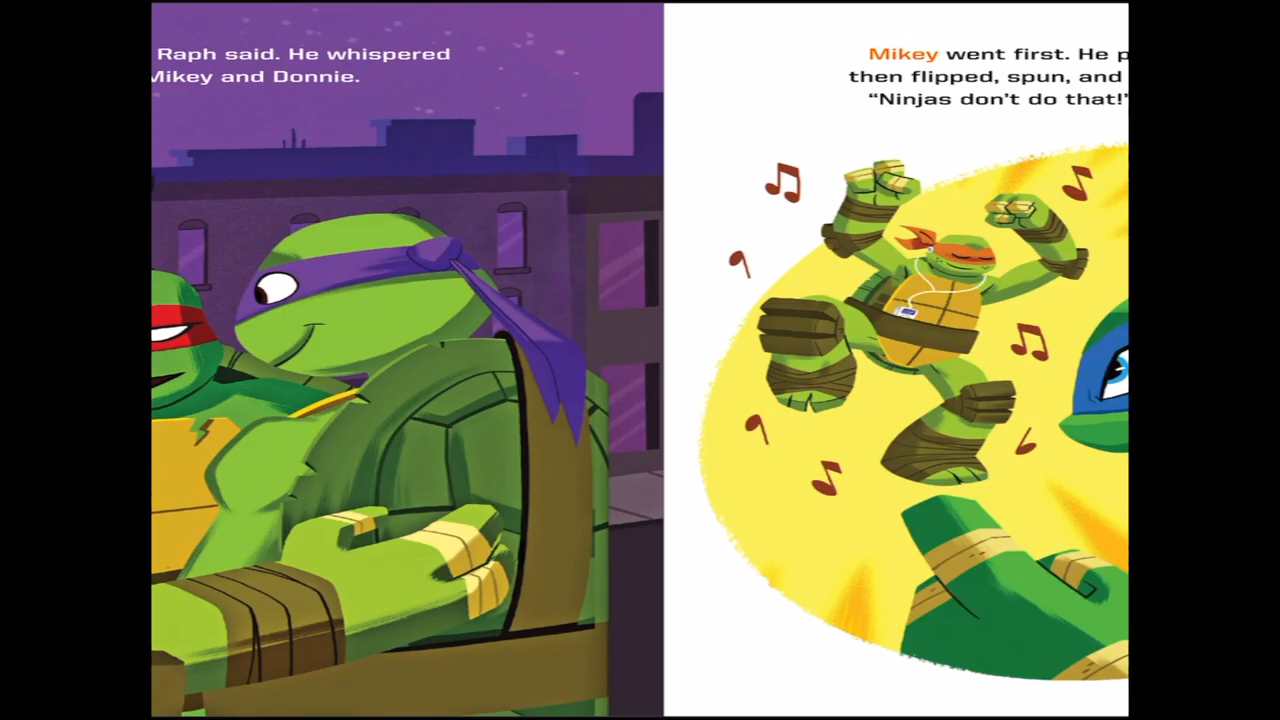 Raph said. He whispered
Mikey and Donnie.
Mikey went first. He p
then flipped, spun, and
“Ninjas don’t do that!”